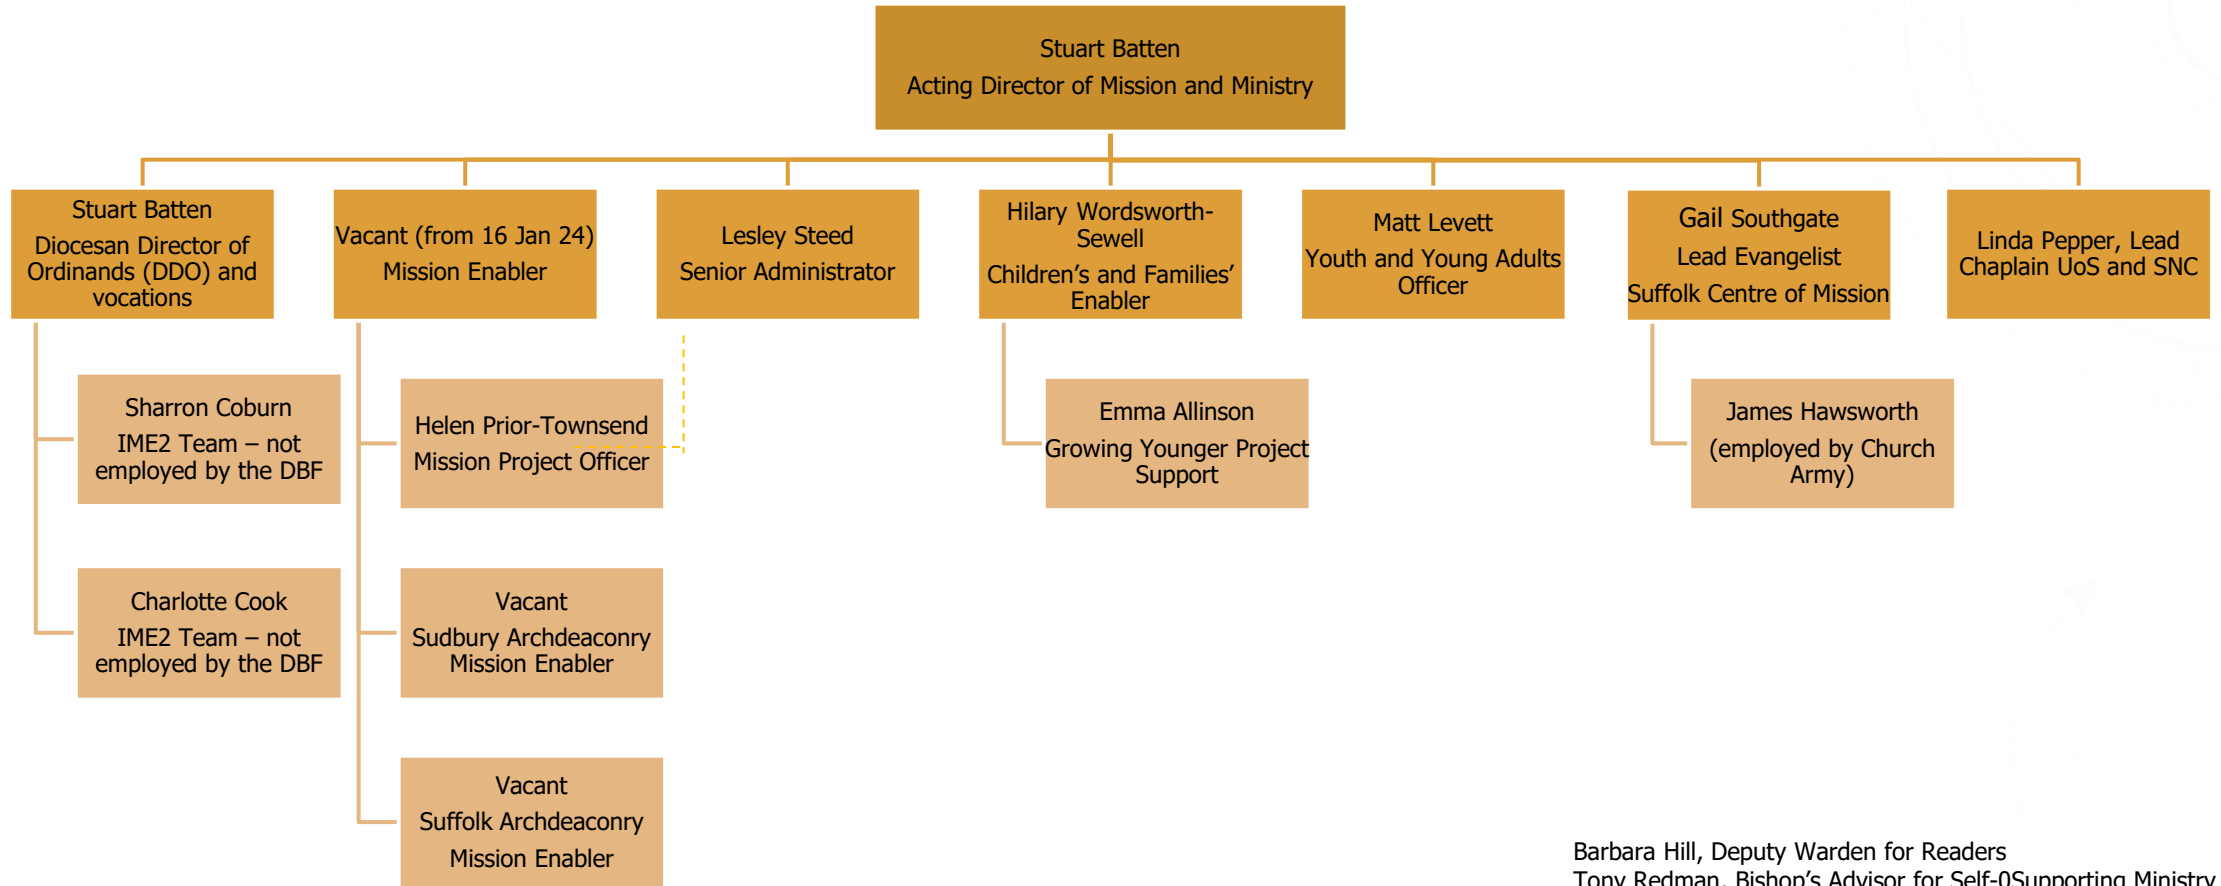 Stuart Batten
Acting Director of Mission and Ministry
Stuart Batten
Diocesan Director of
Ordinands (DDO) and
vocations
Vacant (from 16 Jan 24)
Mission Enabler
Lesley Steed
Senior Administrator
Hilary Wordsworth-
Sewell
Children’s and Families’
Enabler
Matt Levett
Youth and Young Adults
Officer
Gail Southgate
Lead Evangelist
Suffolk Centre of Mission
Linda Pepper, Lead
Chaplain UoS and SNC
Sharron Coburn
IME2 Team – not
employed by the DBF
Helen Prior-Townsend
Mission Project Officer
Emma Allinson
Growing Younger Project
Support
James Hawsworth
(employed by Church
Army)
Charlotte Cook
IME2 Team – not
employed by the DBF
Vacant
Sudbury Archdeaconry
Mission Enabler
Vacant
Suffolk Archdeaconry
Mission Enabler
Barbara Hill, Deputy Warden for Readers
Tony Redman, Bishop’s Advisor for Self-0Supporting Ministry